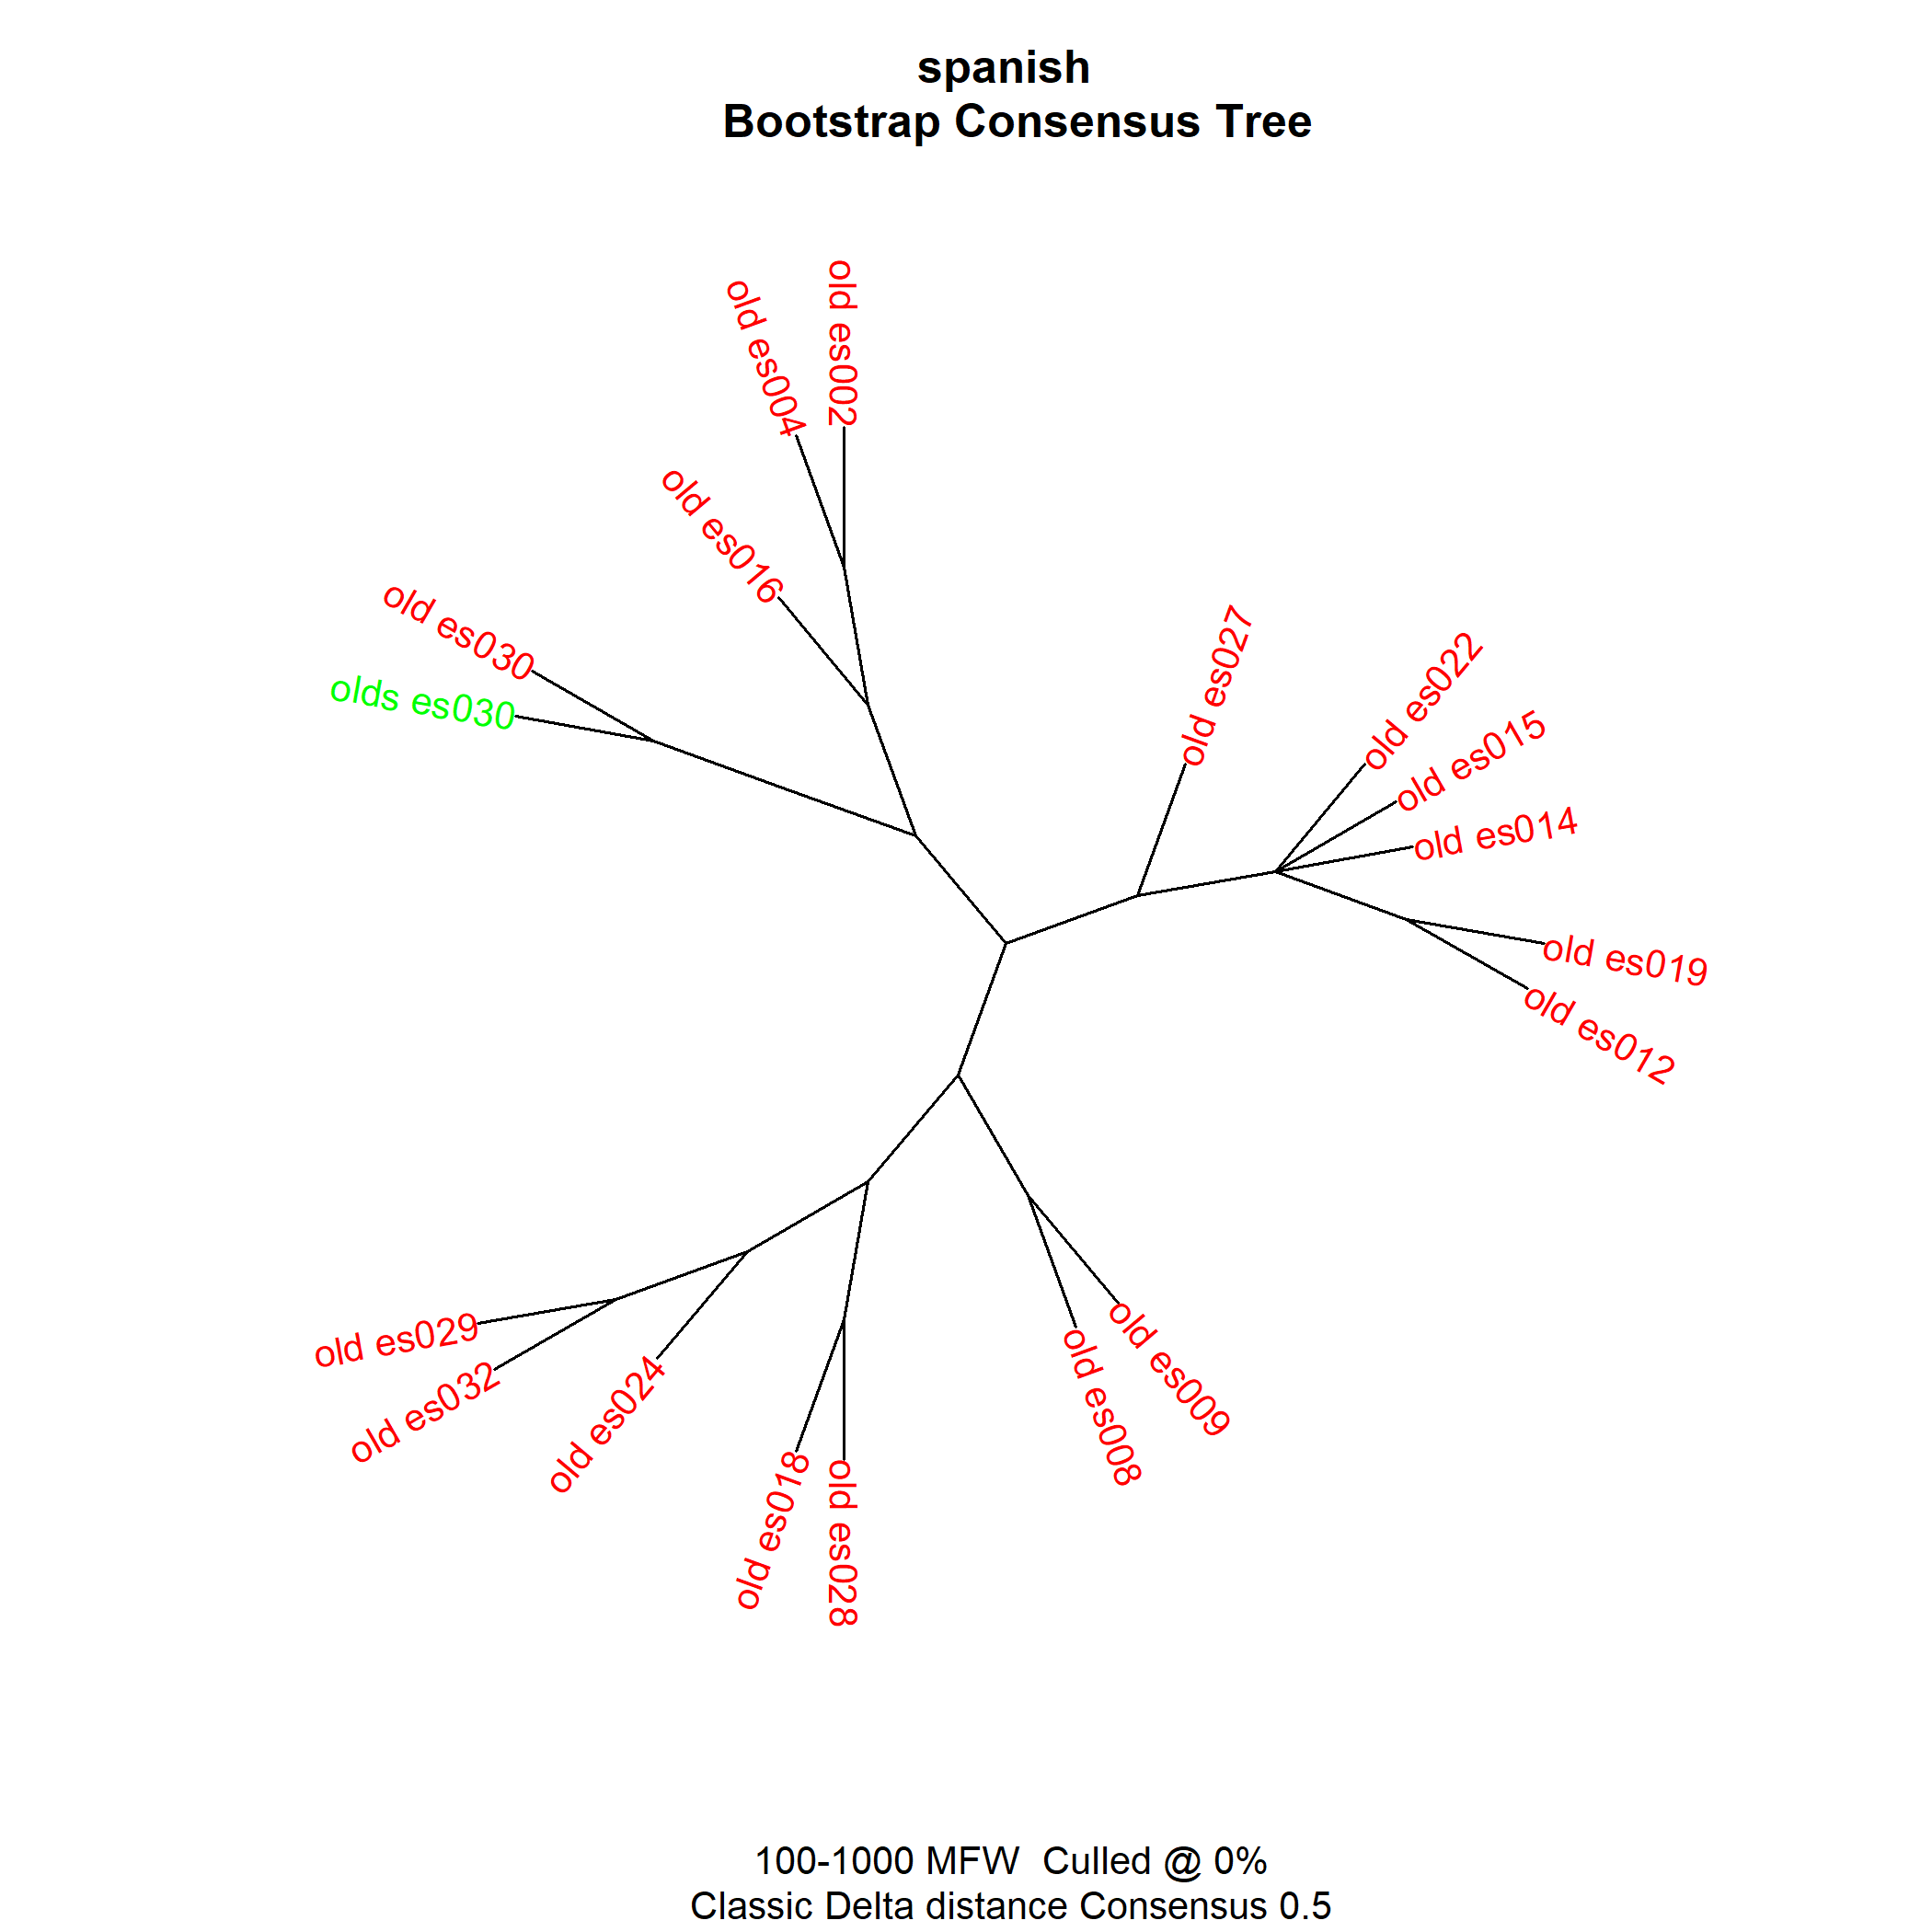 spanish
Bootstrap Consensus Tree
old es002
old es004
old es016
old es030
olds es030
old es027
old es022
old es015
old es014
old es019
old es012
old es009
old es008
old es028
old es018
old es024
old es032
old es029
100-1000 MFW  Culled @ 0%
Classic Delta distance Consensus 0.5